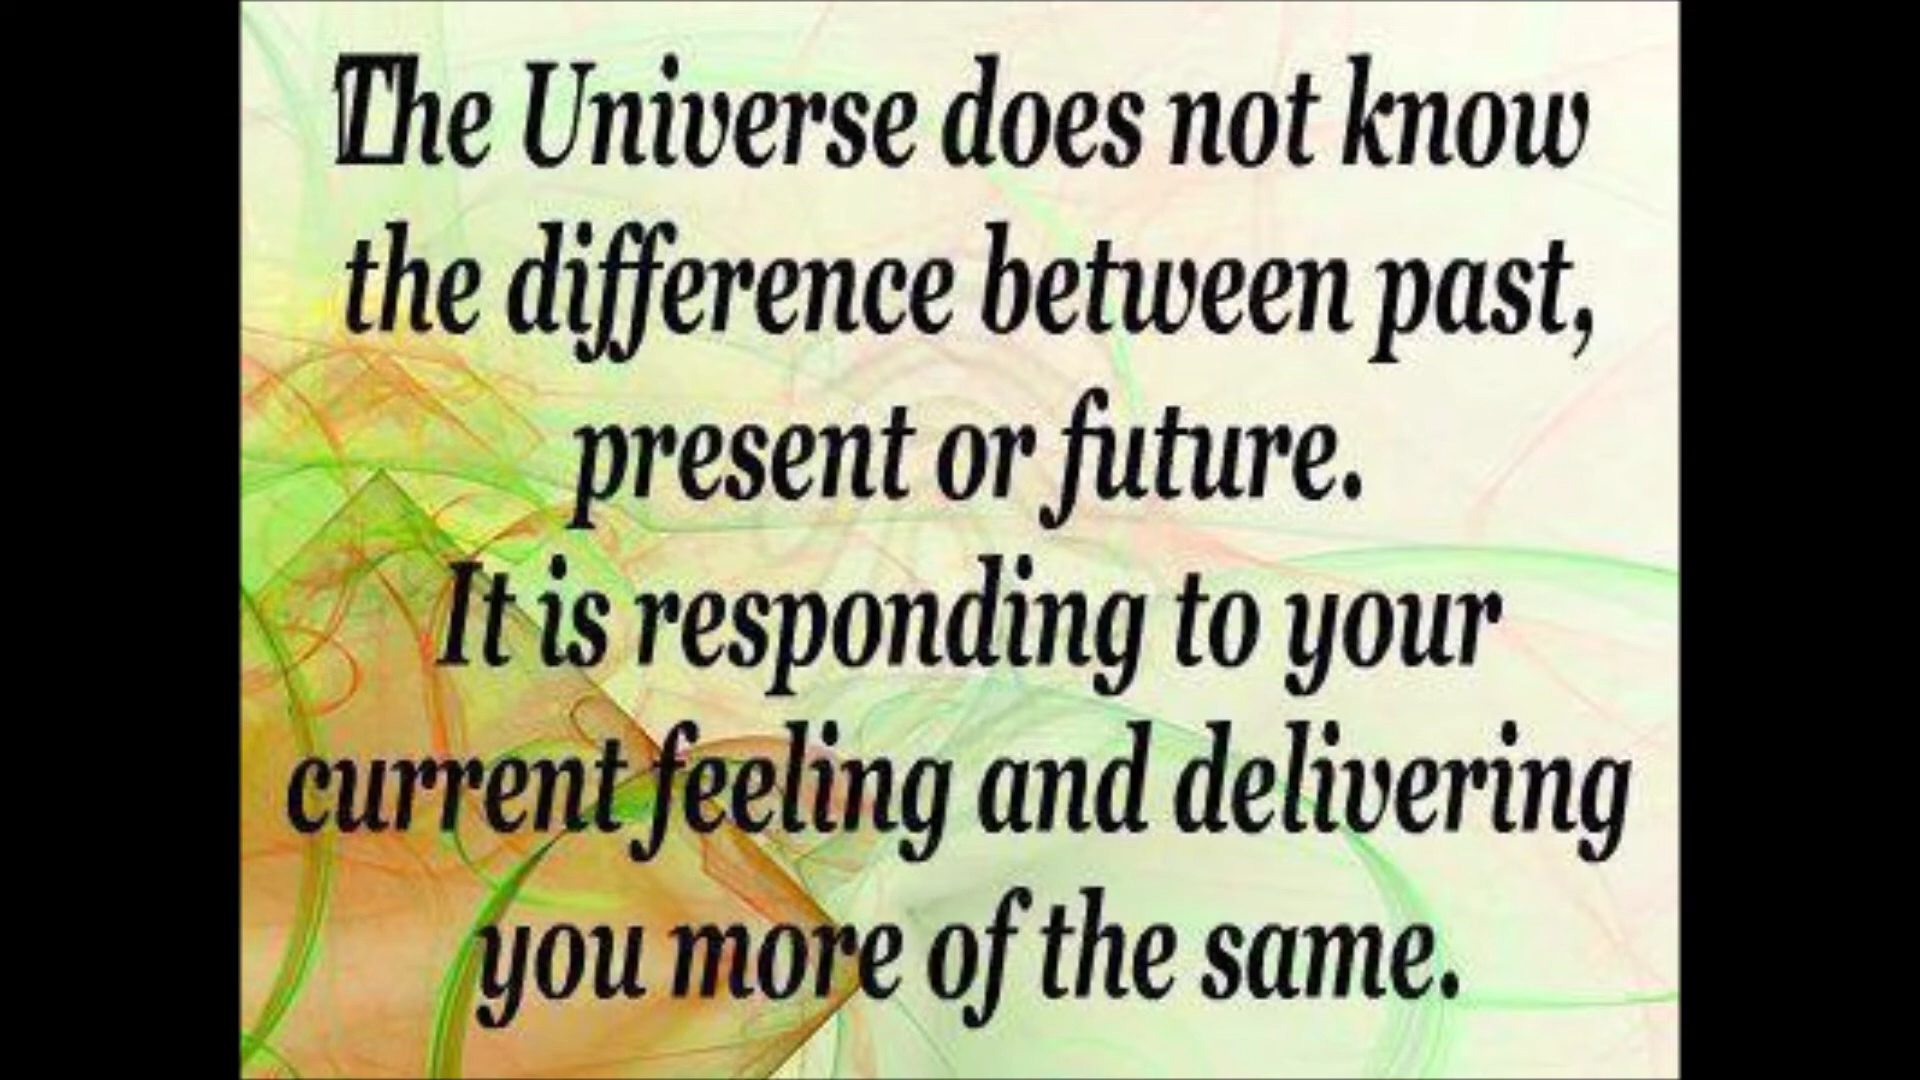 The Universe does not know
the difference between past,
present or future.
It is responding to your
current feeling and delivering
you more of the same.